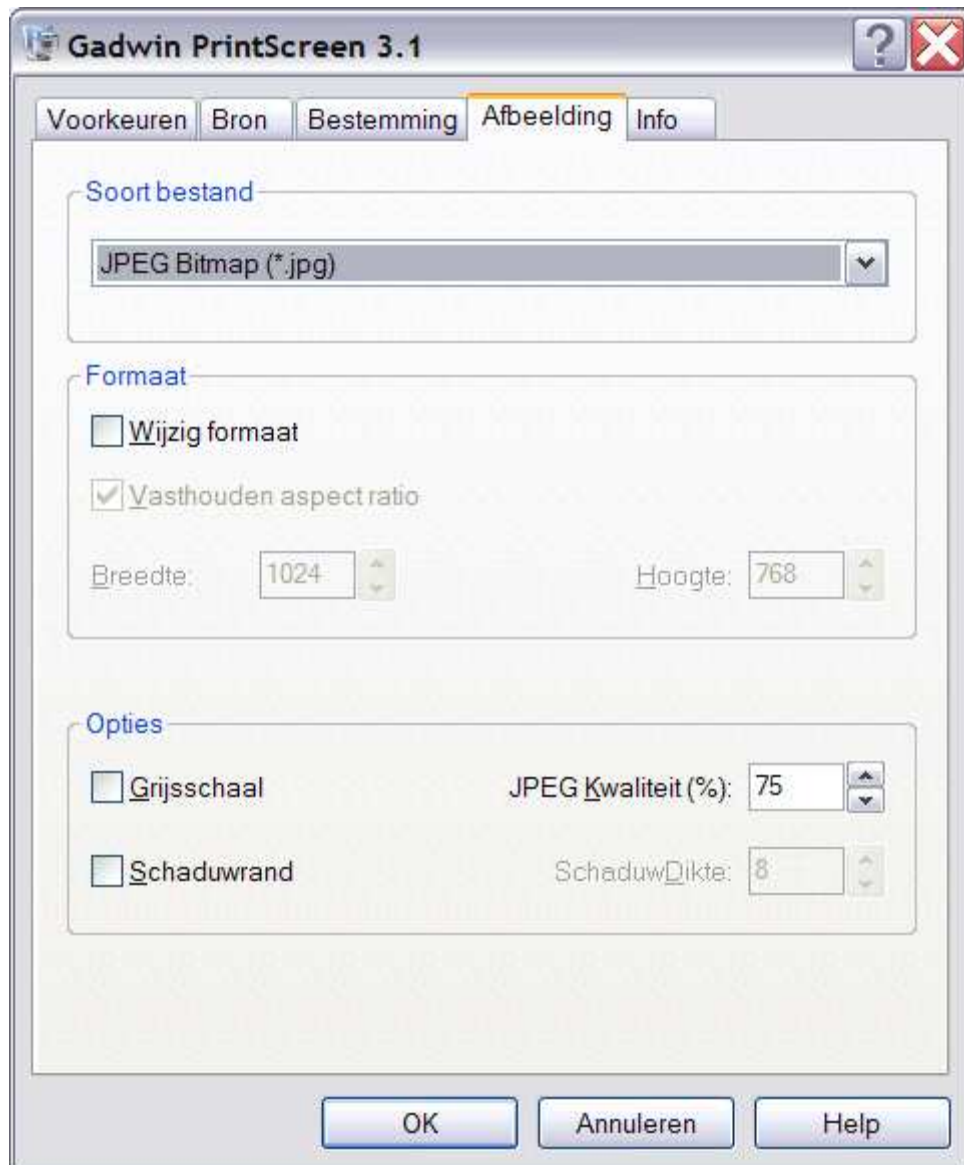 Gadwin PrintScreen 3.1
Voorkeuren Bron Bestemming Afbeelding Info
Soort bestand
JPEG Bitmap (*.jpg)
Formaat
Wijzig formaat
Vasthouden aspect ratio
Breedte: 1024 Hoogte: 768
Opties
Grijsschaal JPEG Kwaliteit (%): 75
Schaduwrand SchaduwDikte: 8
OK Annuleren Help